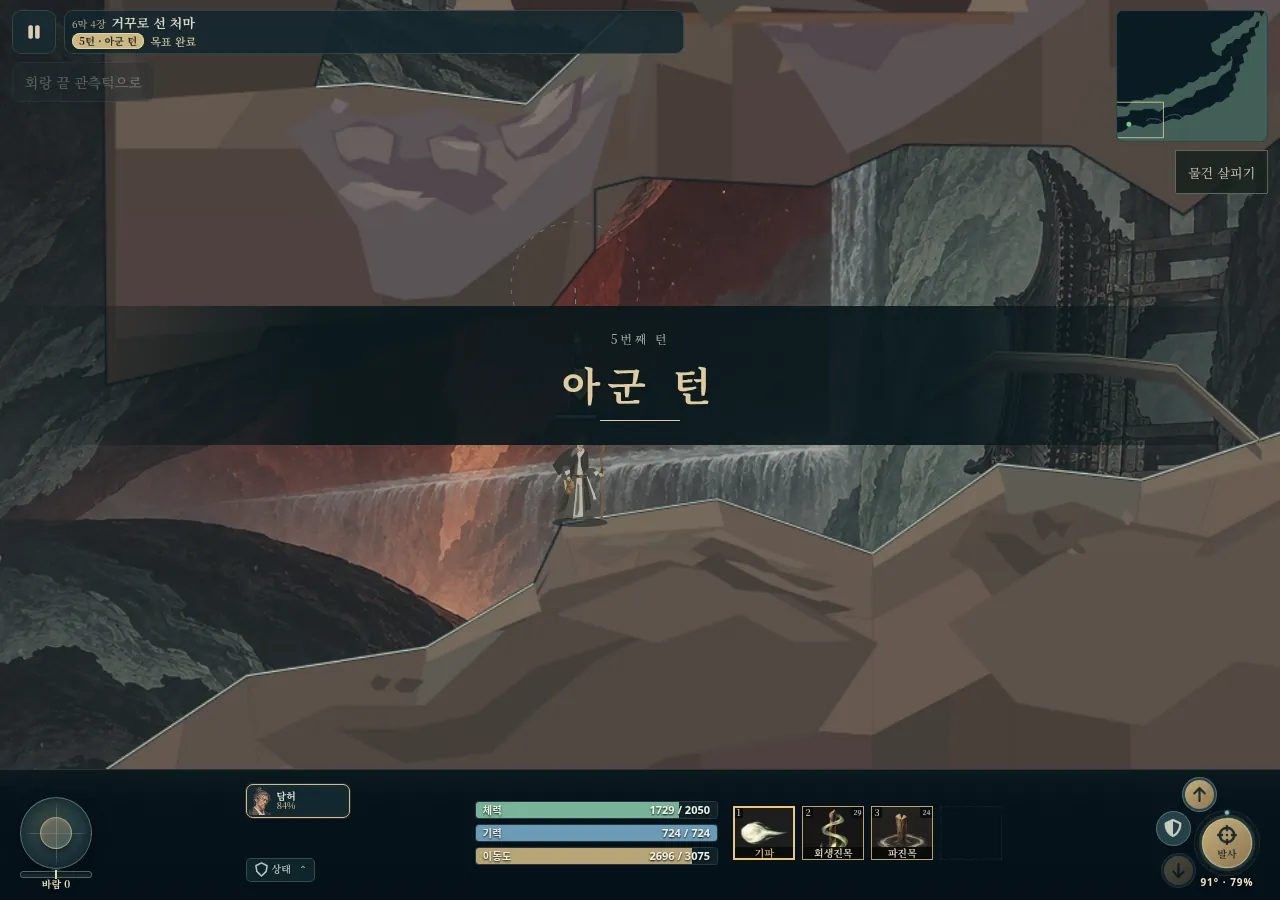 6막 4장 거꾸로 선 처마
5턴 · 아군 턴 목표 완료
회랑 끝 관측턱으로
물건 살피기
5번째 턴
아군 턴
담허
84%
상태
바람 0
체력 1729 / 2050
기력 724 / 724
이동도 2696 / 3075
1
기파
2 29
회생진목
3 24
파진목
발사
91° · 79%